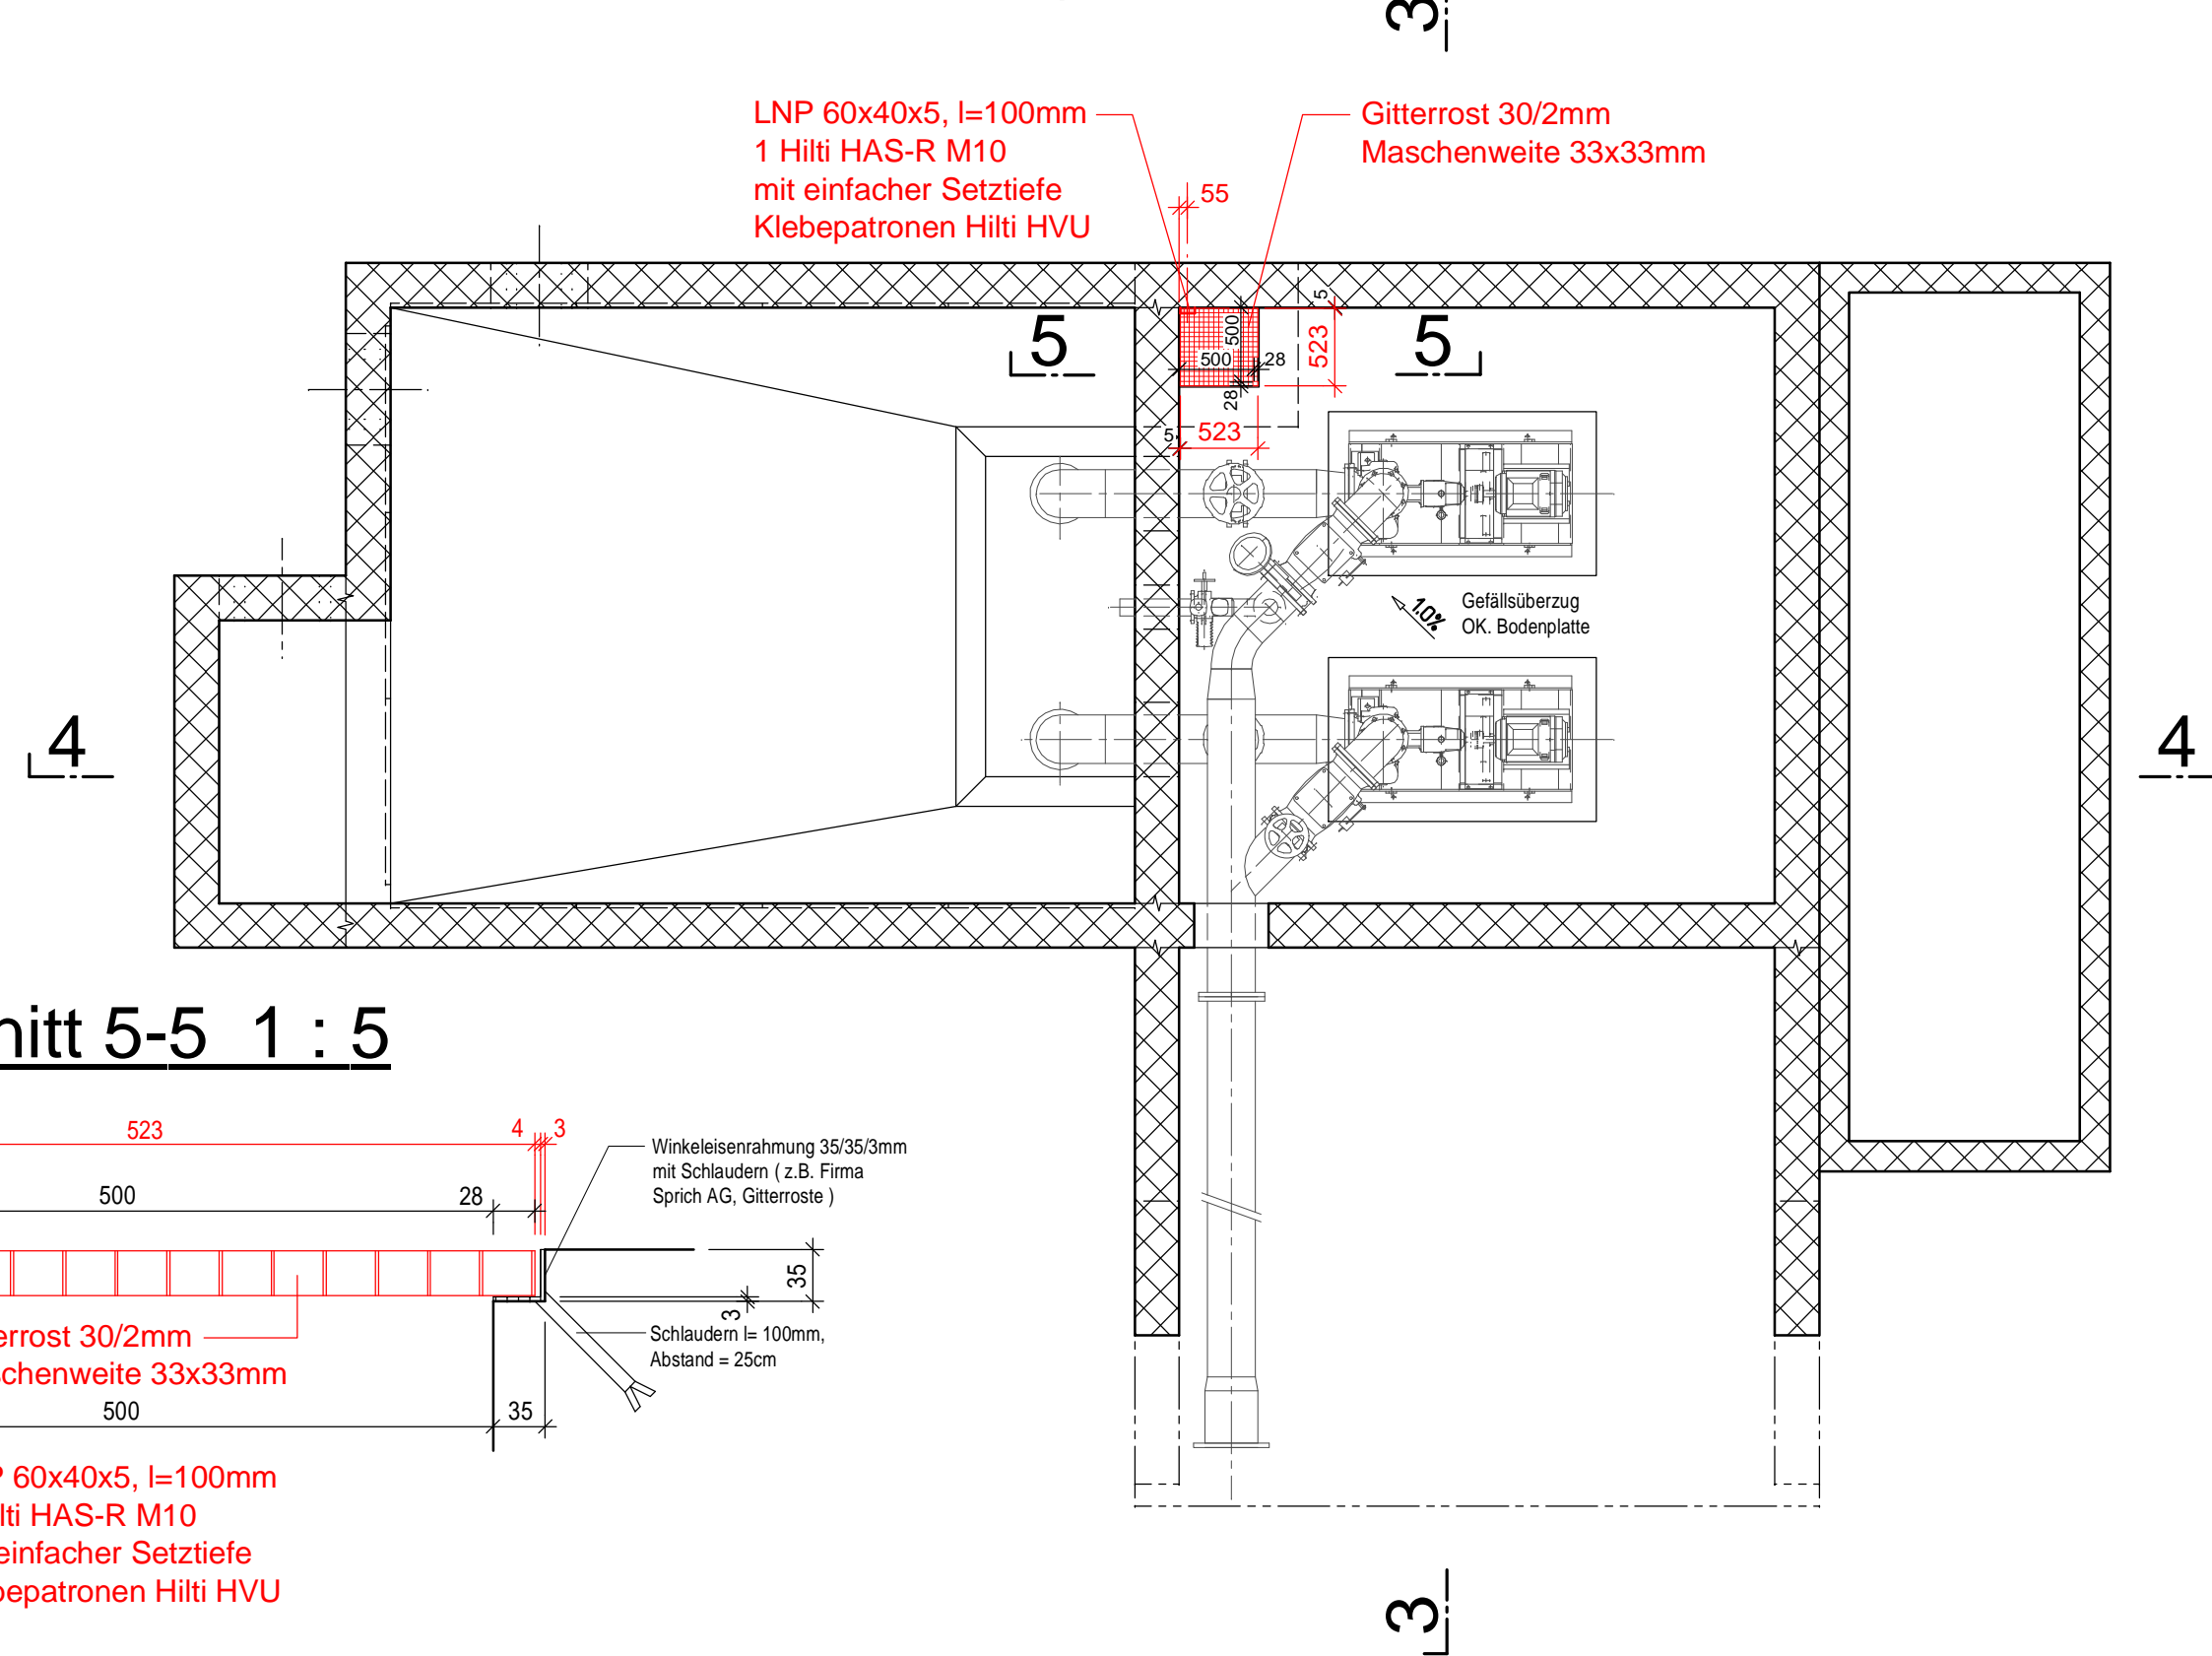 3
LNP 60x40x5, l=100mm
1 Hilti HAS-R M10
mit einfacher Setztiefe
Klebepatronen Hilti HVU
Gitterrost 30/2mm
Maschenweite 33x33mm
55
5
5
5
500
500
28
523
28
5
523
Gefällsüberzug
OK. Bodenplatte
1.0%
4
4
nitt 5-5 1 : 5
523
4
3
500
28
Winkeleisenrahmung 35/35/3mm
mit Schlaudern ( z.B. Firma
Sprich AG, Gitterroste )
35
3
errost 30/2mm
schenweite 33x33mm
Schlaudern l= 100mm,
Abstand = 25cm
500
35
P 60x40x5, l=100mm
ilti HAS-R M10
einfacher Setztiefe
bepatronen Hilti HVU
3